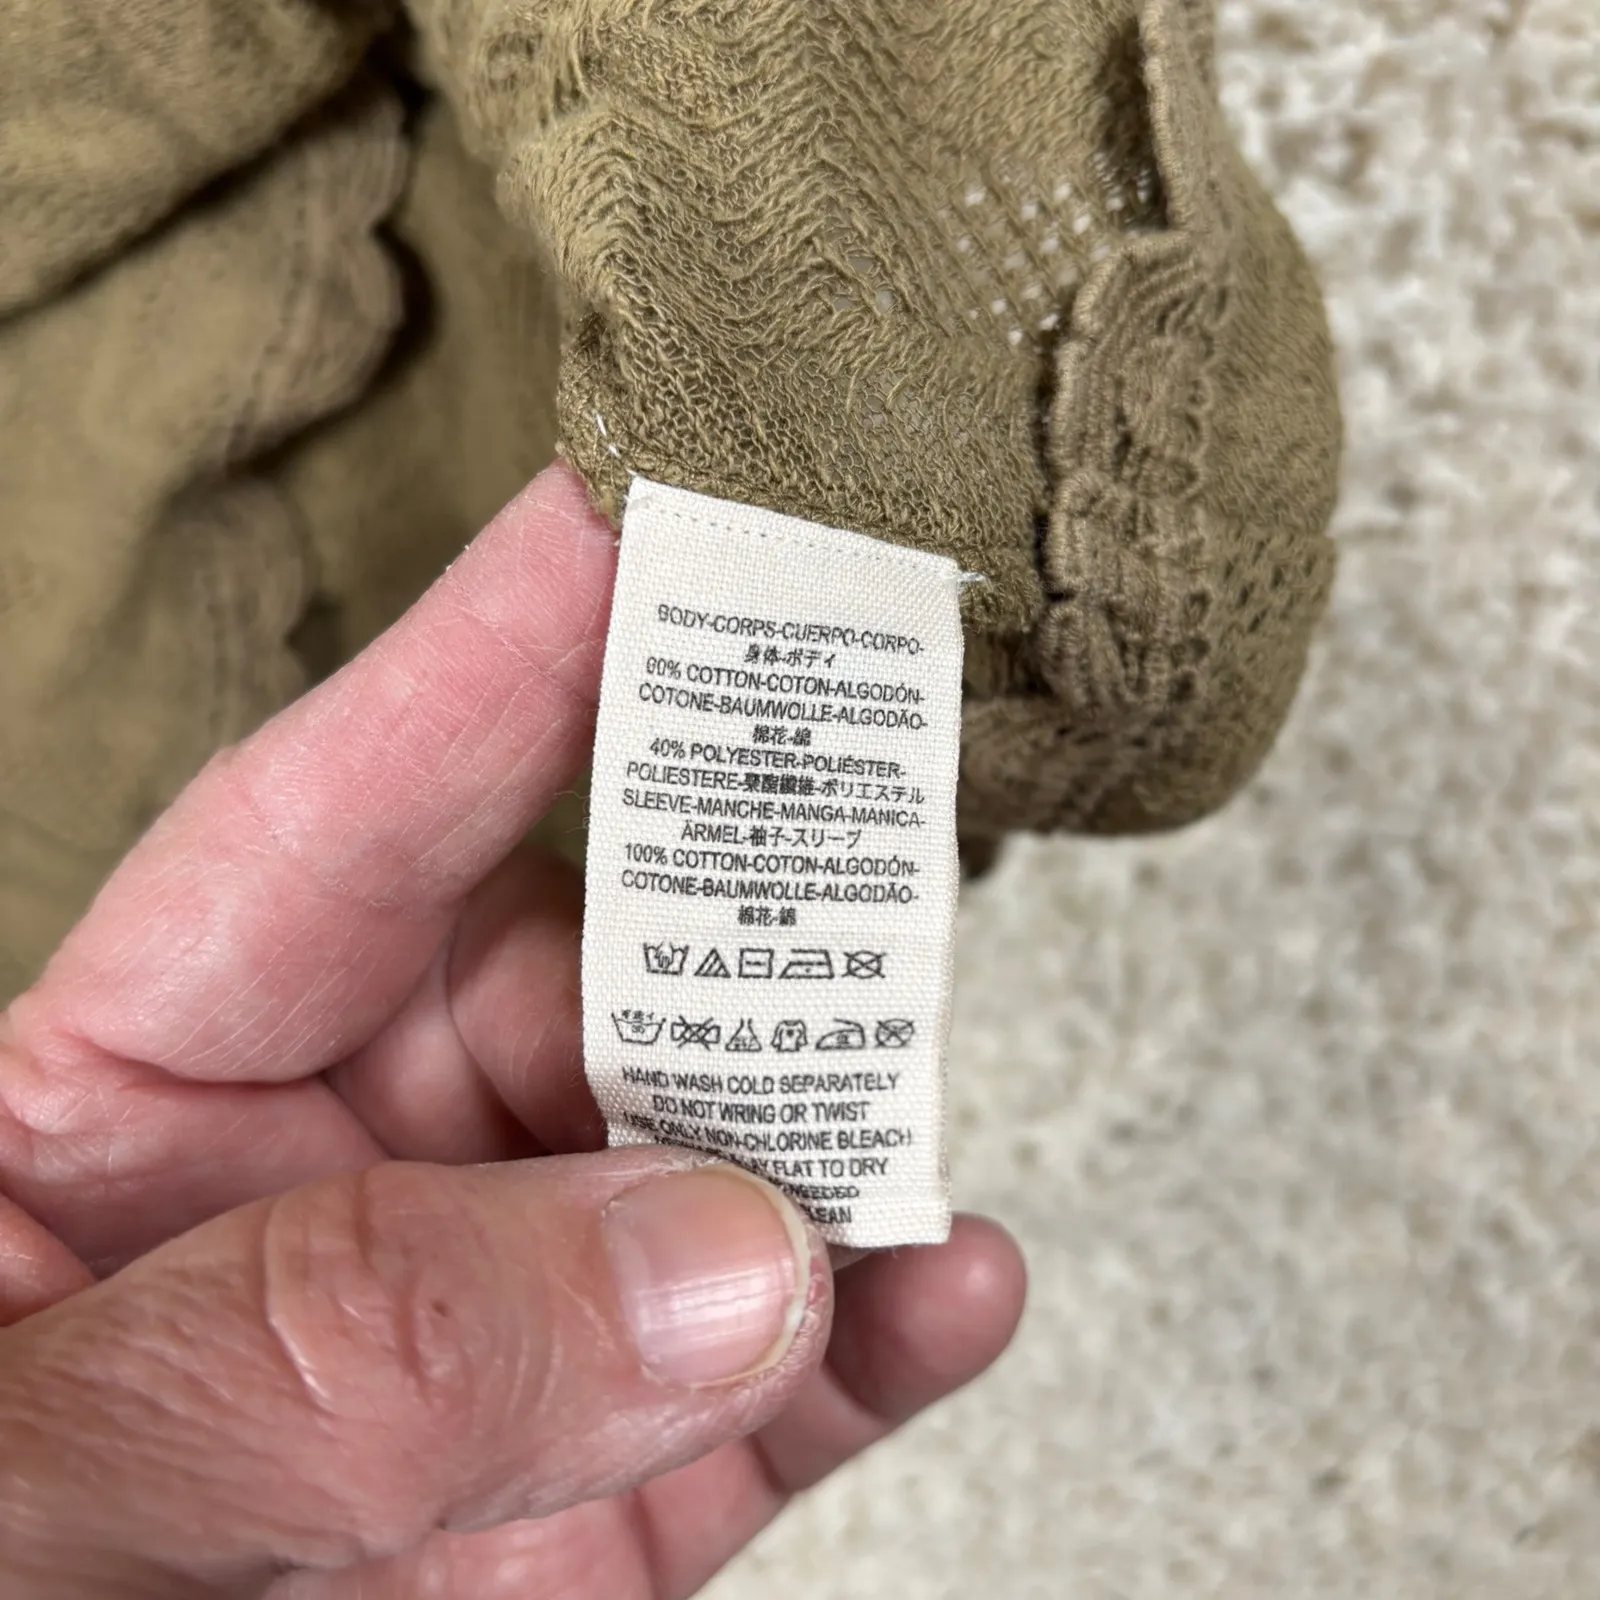 BODY-CORPS-CUERPO-CORPO-
身体-ボディ
60% COTTON-COTON-ALGODÓN-
COTONE-BAUMWOLLE-ALGODÃO-
棉花-綿
40% POLYESTER-POLIÉSTER-
POLIESTERE-聚酯纖維-ポリエステル
SLEEVE-MANCHE-MANGA-MANICA-
ÄRMEL-袖子-スリーブ
100% COTTON-COTON-ALGODÓN-
COTONE-BAUMWOLLE-ALGODÃO-
棉花-綿
HAND WASH COLD SEPARATELY
DO NOT WRING OR TWIST
USE ONLY NON-CHLORINE BLEACH
FLAT TO DRY
NEEDED